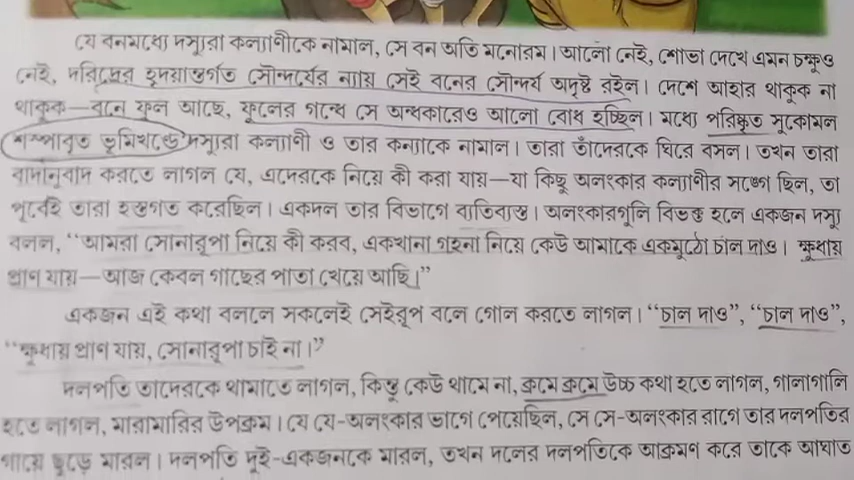 যে বনমধ্যে দস্যুরা কল্যাণীকে নামাল, সে বন অতি মনোরম। আলো নেই, শোভা দেখে এমন চক্ষুও
নেই, দরিদ্রের হৃদয়ান্তর্গত সৌন্দর্যের ন্যায় সেই বনের সৌন্দর্য অদৃষ্ট রইল। দেশে আহার থাকুক না
থাকুক—বনে ফুল আছে, ফুলের গন্ধে সে অন্ধকারেও আলো বোধ হচ্ছিল। মধ্যে পরিষ্কৃত সুকোমল
শষ্পাবৃত ভূমিখণ্ডে দস্যুরা কল্যাণী ও তার কন্যাকে নামাল। তারা তাঁদেরকে ঘিরে বসল। তখন তারা
বাদানুবাদ করতে লাগল যে, এদেরকে নিয়ে কী করা যায়—যা কিছু অলংকার কল্যাণীর সঙ্গে ছিল, তা
পূর্বেই তারা হস্তগত করেছিল। একদল তার বিভাগে ব্যতিব্যস্ত। অলংকারগুলি বিভক্ত হলে একজন দস্যু
বলল, “আমরা সোনারূপা নিয়ে কী করব, একখানা গহনা নিয়ে কেউ আমাকে একমুঠো চাল দাও। ক্ষুধায়
প্রাণ যায়—আজ কেবল গাছের পাতা খেয়ে আছি।”
একজন এই কথা বললে সকলেই সেইরূপ বলে গোল করতে লাগল। “চাল দাও”, “চাল দাও”,
“ক্ষুধায় প্রাণ যায়, সোনারূপা চাই না।”
দলপতি তাদেরকে থামাতে লাগল, কিন্তু কেউ থামে না, ক্রমে ক্রমে উচ্চ কথা হতে লাগল, গালাগালি
হতে লাগল, মারামারির উপক্রম। যে যে-অলংকার ভাগে পেয়েছিল, সে সে-অলংকার রাগে তার দলপতির
গায়ে ছুড়ে মারল। দলপতি দুই-একজনকে মারল, তখন দলের দলপতিকে আক্রমণ করে তাকে আঘাত